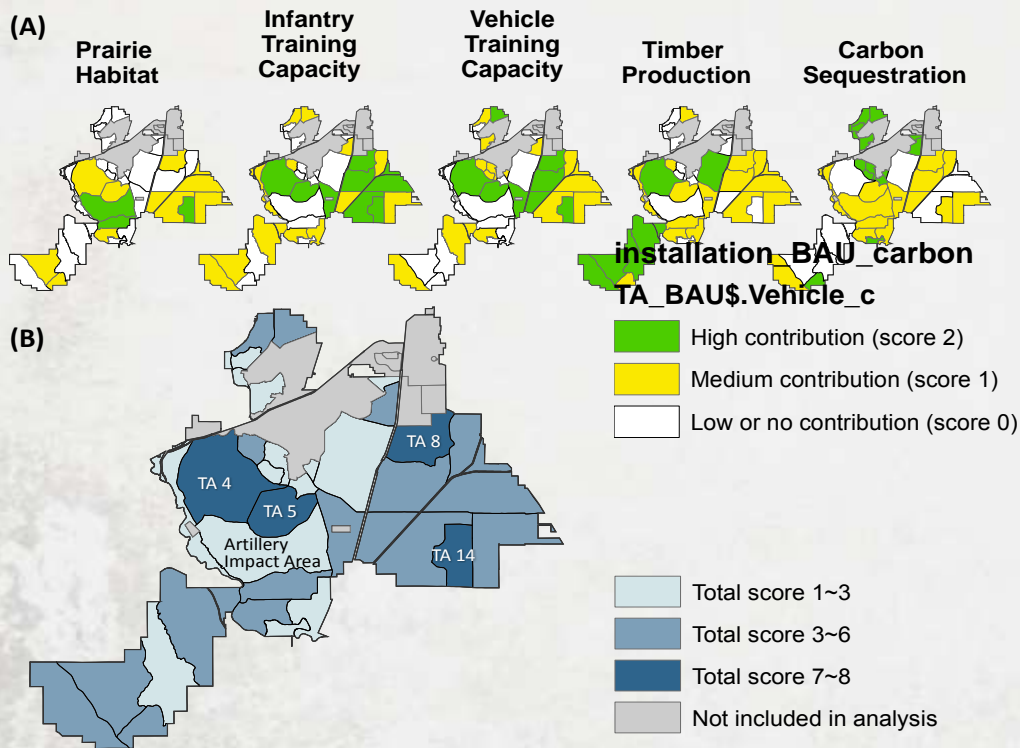 (A)
Prairie
Habitat
Infantry
Training
Capacity
Vehicle
Training
Capacity
Timber
Production
Carbon
Sequestration
installation_BAU_carbon
TA_BAU$.Vehicle_c
High contribution (score 2)
Medium contribution (score 1)
Low or no contribution (score 0)
(B)
TA 8
TA 4
TA 5
Artillery
Impact Area
TA 14
Total score 1~3
Total score 3~6
Total score 7~8
Not included in analysis